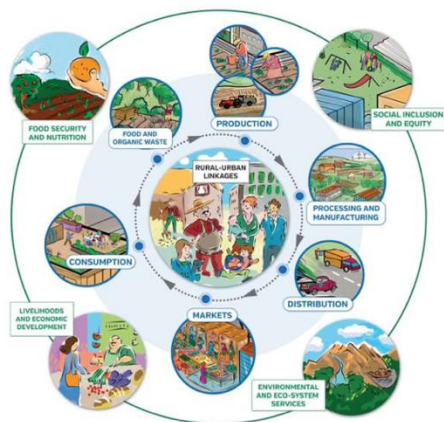 PRODUCTION
FOOD SECURITY
AND NUTRITION
FOOD AND
ORGANIC WASTE
SOCIAL INCLUSION
AND EQUITY
RURAL-URBAN
LINKAGES
PROCESSING AND
MANUFACTURING
CONSUMPTION
DISTRIBUTION
MARKETS
LIVELIHOODS
AND ECONOMIC
DEVELOPMENT
ENVIRONMENTAL
AND ECO-SYSTEM
SERVICES